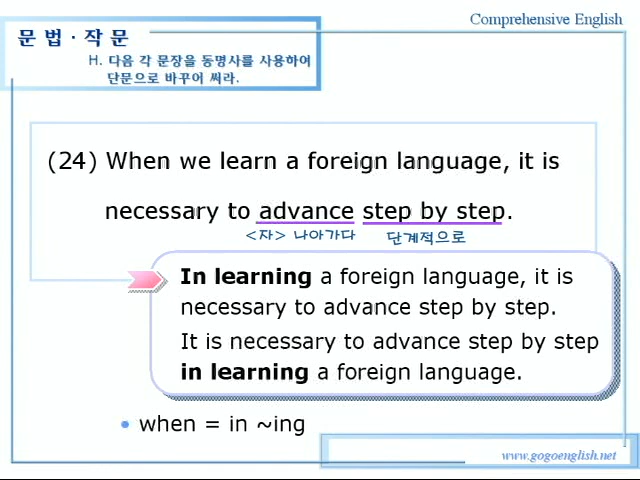 Comprehensive English
문 법 · 작 문
H. 다음 각 문장을 동명사를 사용하여
단문으로 바꾸어 써라.
(24) When we learn a foreign language, it is
necessary to advance step by step.
<자> 나아가다 단계적으로
In learning a foreign language, it is
necessary to advance step by step.
It is necessary to advance step by step
in learning a foreign language.
• when = in ~ing
www.gogoenglish.net